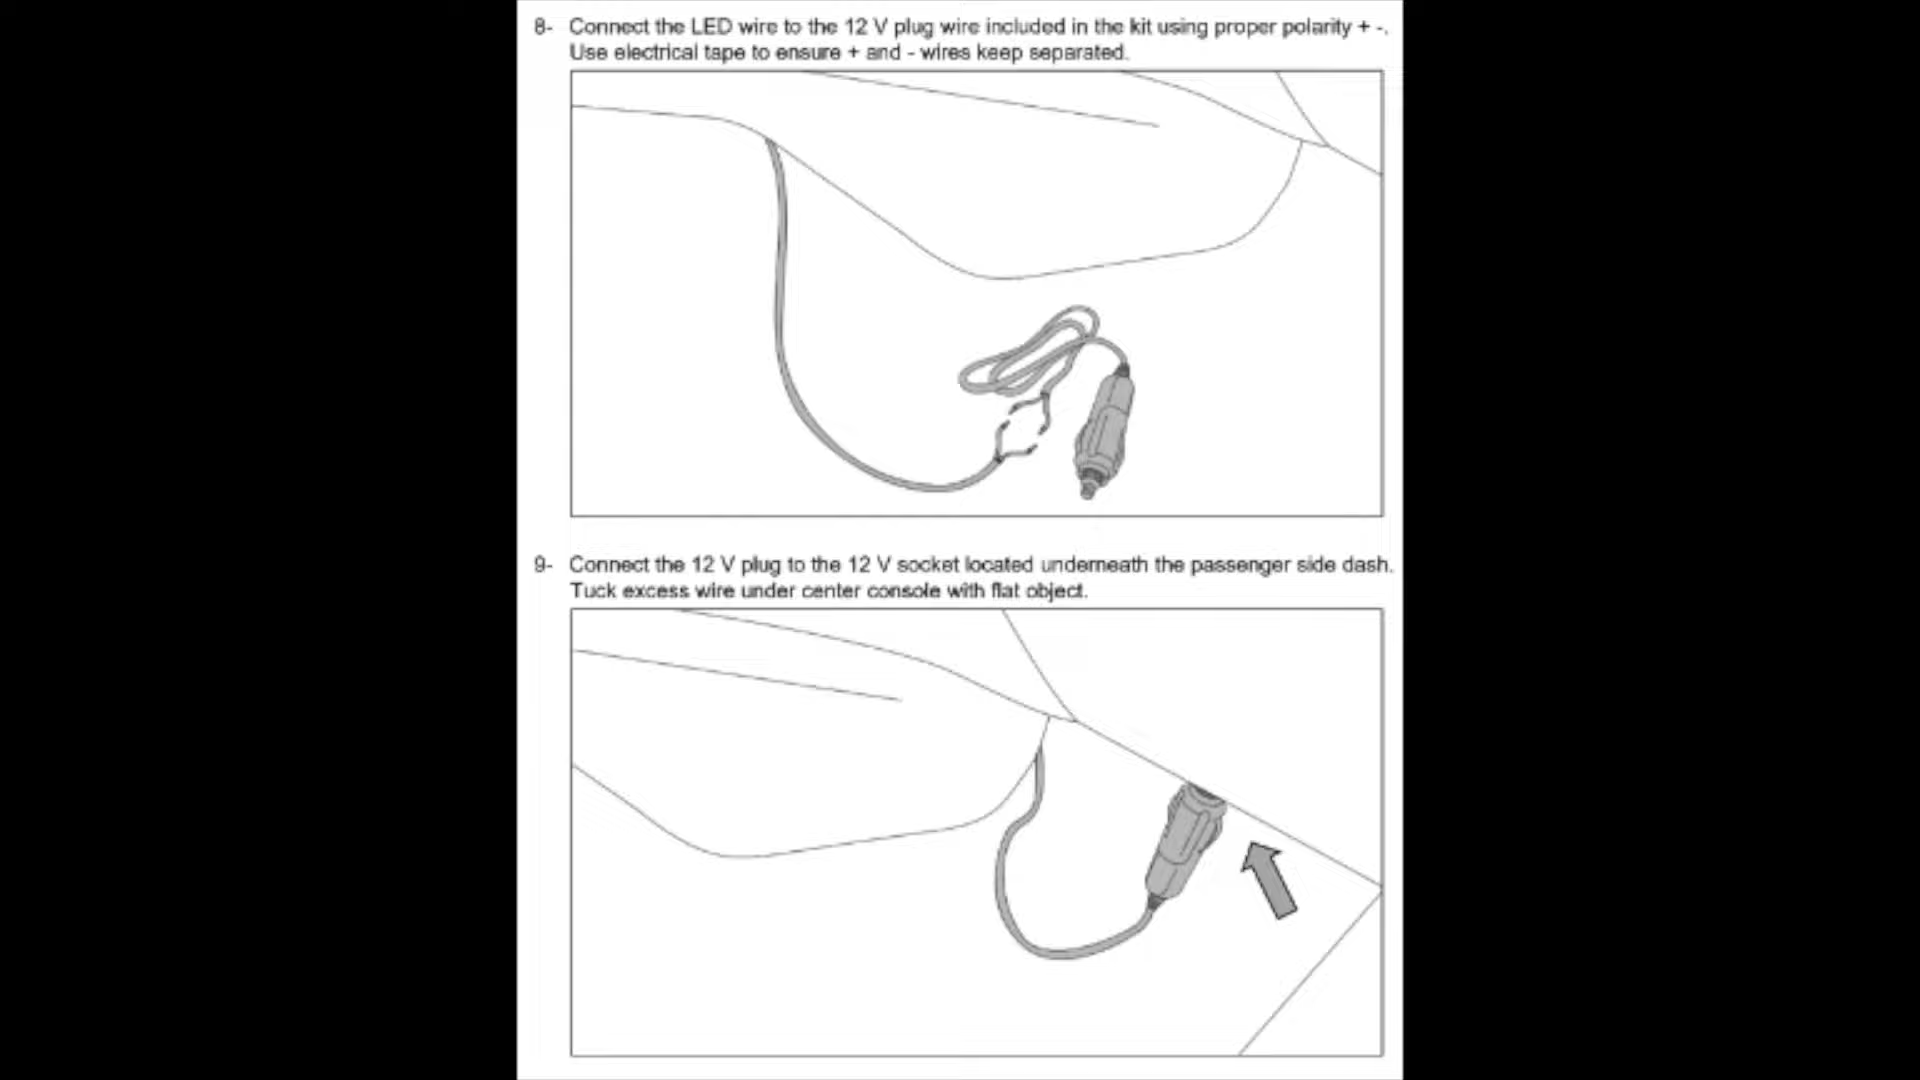 8- Connect the LED wire to the 12 V plug wire included in the kit using proper polarity + -.
Use electrical tape to ensure + and - wires keep separated.
9- Connect the 12 V plug to the 12 V socket located underneath the passenger side dash.
Tuck excess wire under center console with flat object.